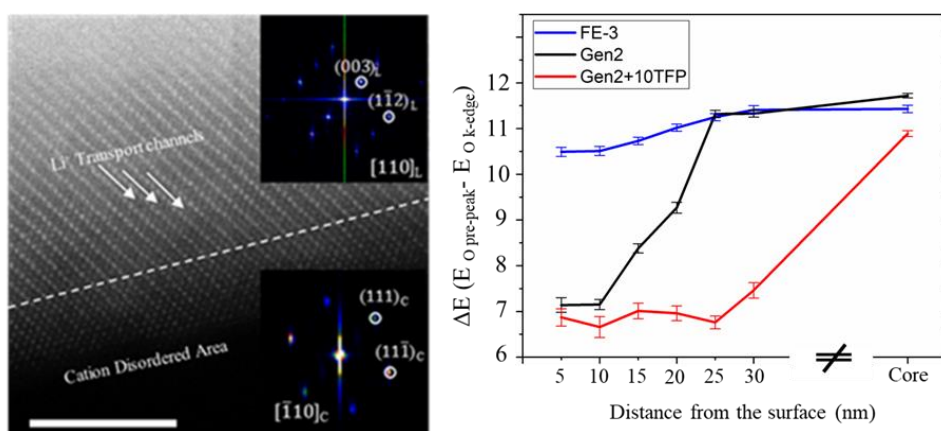 (003)L
(11̄2)L
[110]L
Li⁺ Transport channels
(111)C
(111̄)C
Cation Disordered Area
[1̄10]C
ΔE (E O pre-peak- E O k-edge)
13
12
11
10
9
8
7
6
FE-3
Gen2
Gen2+10TFP
5 10 15 20 25 30 Core
Distance from the surface (nm)